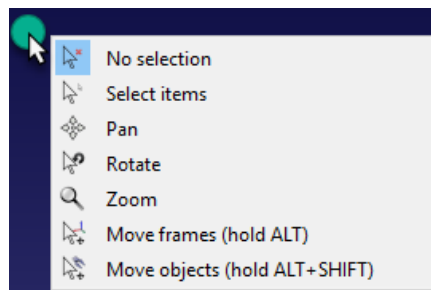 No selection
Select items
Pan
Rotate
Zoom
Move frames (hold ALT)
Move objects (hold ALT+SHIFT)